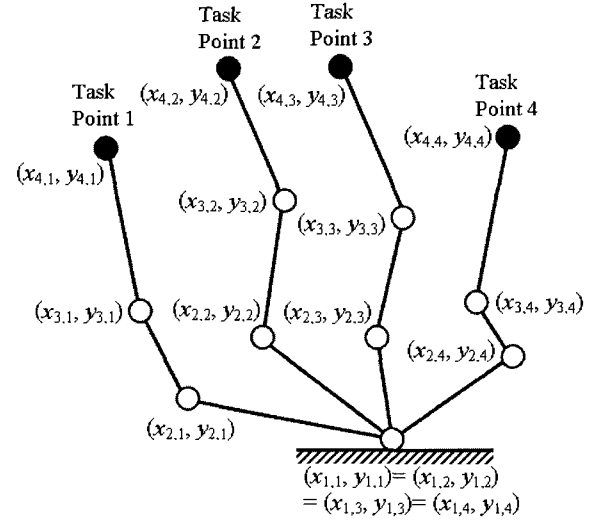 Task
Point 2
Task
Point 3
Task
Point 1
Task
Point 4
(x4.2, y4.2)
(x4.3, y4.3)
(x4.4, y4.4)
(x4.1, y4.1)
(x3.2, y3.2)
(x3.3, y3.3)
(x3.1, y3.1)
(x2.2, y2.2)
(x2.3, y2.3)
(x3.4, y3.4)
(x2.4, y2.4)
(x2.1, y2.1)
(x1,1, y1,1)= (x1,2, y1,2)
= (x1,3, y1,3)= (x1,4, y1,4)